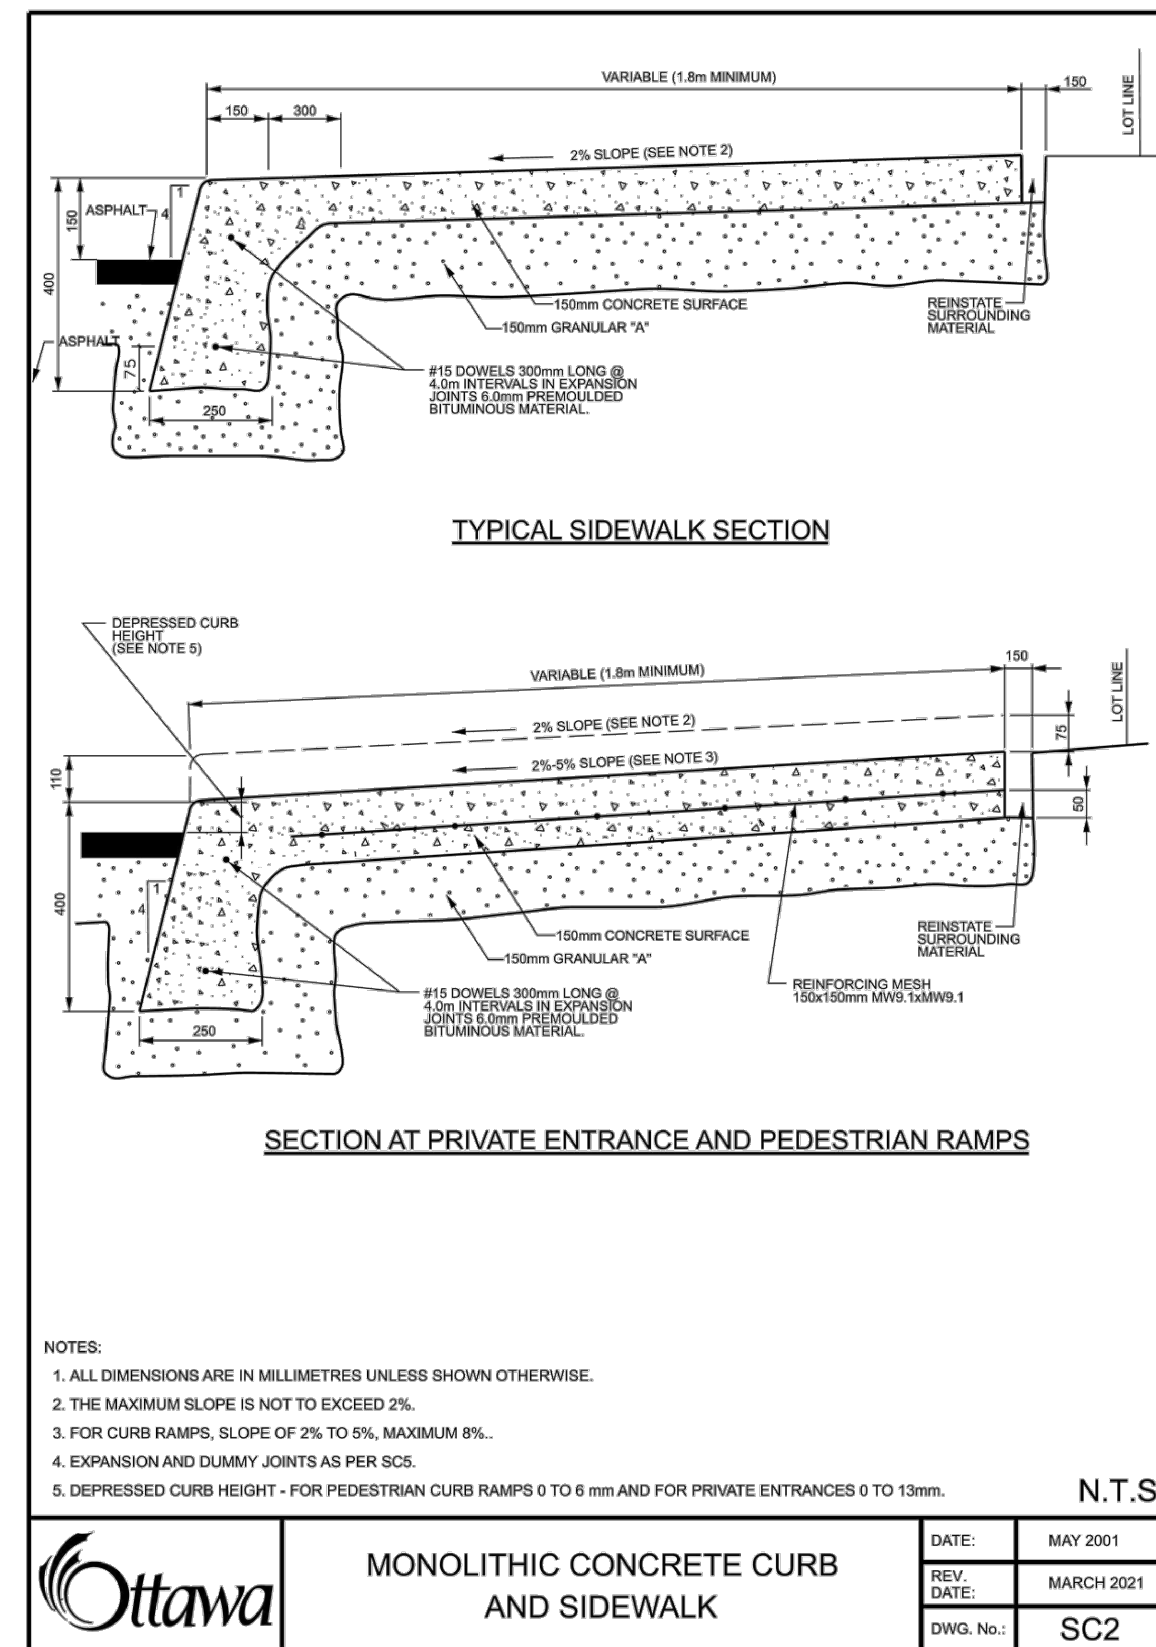 VARIABLE (1.8m MINIMUM)
150
LOT LINE
150
300
2% SLOPE (SEE NOTE 2)
1
4
ASPHALT
150
400
ASPHALT
75
250
150mm CONCRETE SURFACE
150mm GRANULAR "A"
REINSTATE
SURROUNDING
MATERIAL
#15 DOWELS 300mm LONG @
4.0m INTERVALS IN EXPANSION
JOINTS 6.0mm PREMOULDED
BITUMINOUS MATERIAL.
TYPICAL SIDEWALK SECTION
DEPRESSED CURB
HEIGHT
(SEE NOTE 5)
VARIABLE (1.8m MINIMUM)
150
LOT LINE
2% SLOPE (SEE NOTE 2)
75
2%-5% SLOPE (SEE NOTE 3)
110
50
400
1
4
150mm CONCRETE SURFACE
150mm GRANULAR "A"
REINSTATE
SURROUNDING
MATERIAL
REINFORCING MESH
150x150mm MW9.1xMW9.1
#15 DOWELS 300mm LONG @
4.0m INTERVALS IN EXPANSION
JOINTS 6.0mm PREMOULDED
BITUMINOUS MATERIAL.
250
SECTION AT PRIVATE ENTRANCE AND PEDESTRIAN RAMPS
NOTES:
1. ALL DIMENSIONS ARE IN MILLIMETRES UNLESS SHOWN OTHERWISE.
2. THE MAXIMUM SLOPE IS NOT TO EXCEED 2%.
3. FOR CURB RAMPS, SLOPE OF 2% TO 5%, MAXIMUM 8%..
4. EXPANSION AND DUMMY JOINTS AS PER SC5.
5. DEPRESSED CURB HEIGHT - FOR PEDESTRIAN CURB RAMPS 0 TO 6 mm AND FOR PRIVATE ENTRANCES 0 TO 13mm.
N.T.S
Ottawa
MONOLITHIC CONCRETE CURB
AND SIDEWALK
DATE:
MAY 2001
REV.
DATE:
MARCH 2021
DWG. No.:
SC2